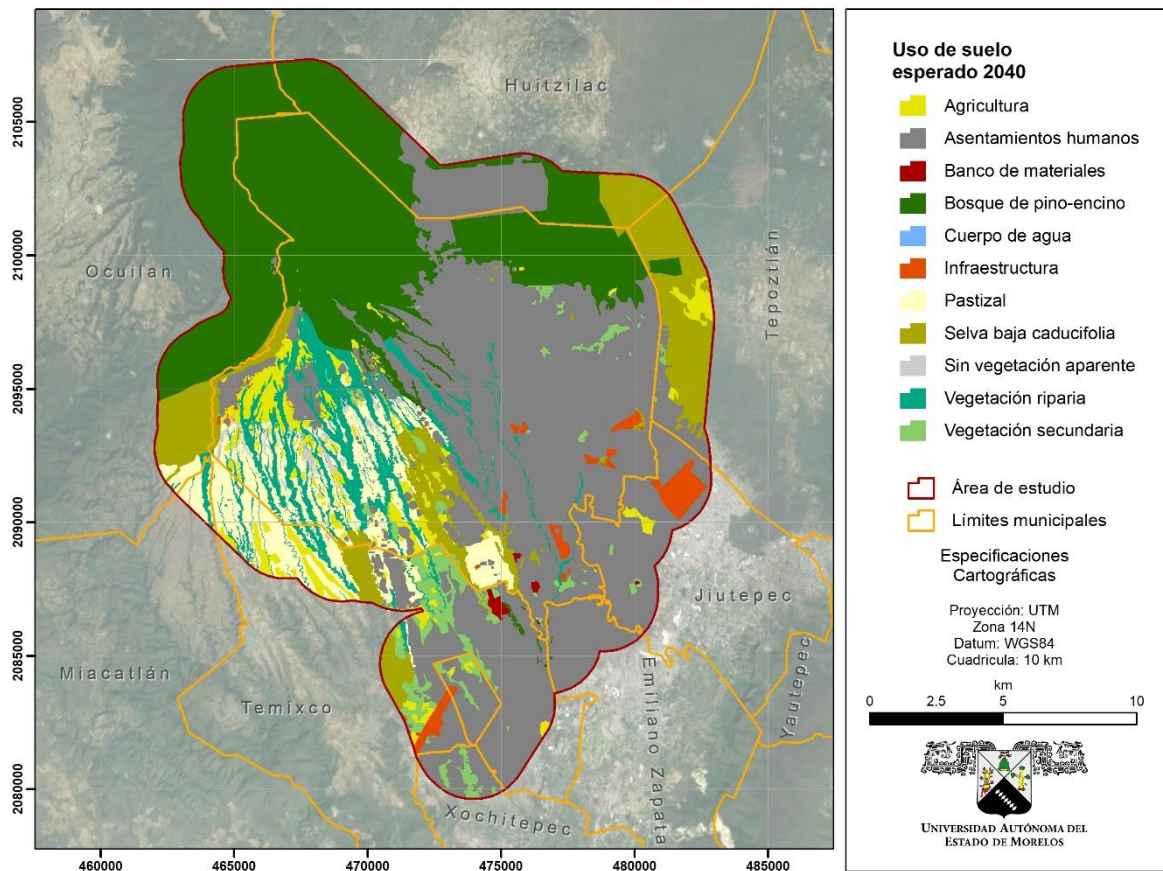 Huitzilac
Ocuilan
Tepoztlán
Jiutepec
Miacatlán
Temixco
Emiliano Zapata
Yautepec
Xochitepec
2105000
2100000
2095000
2090000
2085000
2080000
460000
465000
470000
475000
480000
485000
Uso de suelo
esperado 2040
Agricultura
Asentamientos humanos
Banco de materiales
Bosque de pino-encino
Cuerpo de agua
Infraestructura
Pastizal
Selva baja caducifolia
Sin vegetación aparente
Vegetación riparia
Vegetación secundaria
Área de estudio
Límites municipales
Especificaciones
Cartográficas
Proyección: UTM
Zona 14N
Datum: WGS84
Cuadricula: 10 km
km
0 2.5 5 10
UNIVERSIDAD AUTÓNOMA DEL
ESTADO DE MORELOS